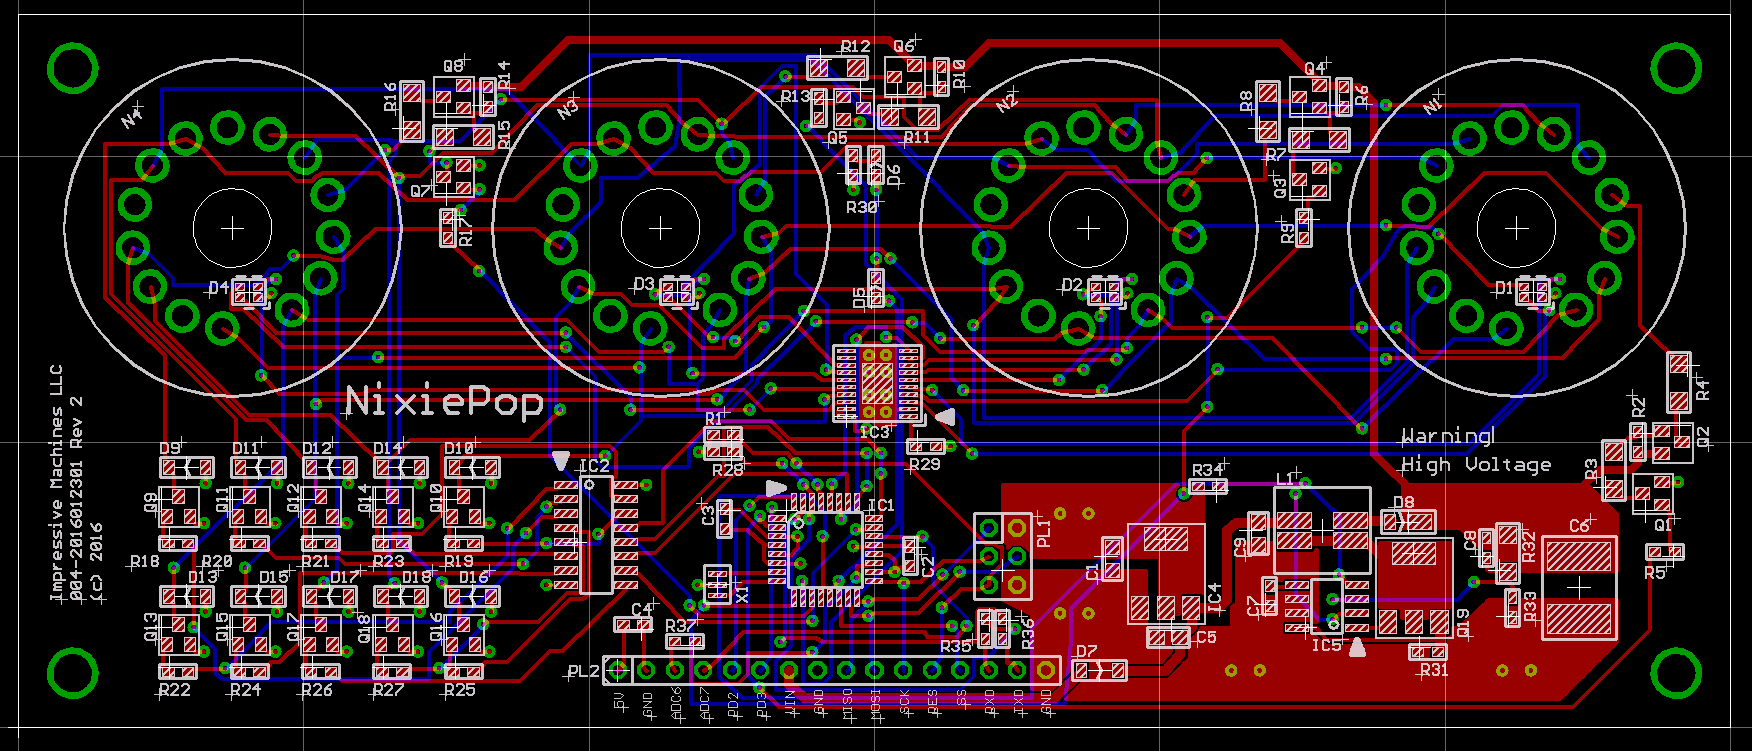 N4
R16
Q8
R14
R15
Q7
R17
D4
N3
D3
R12
Q6
R10
R13
Q5
R11
D6
R30
D5
N2
D2
R8
Q4
R6
R7
Q3
R9
N1
D1
R4
R2
Q2
R3
Q1
R5
NixiePop
Impressive Machines LLC
004-2016012301 Rev 2
(c) 2016
Warning!
High Voltage
R1
R28
IC3
R29
D9
D11
D12
D14
D10
IC2
Q9
Q11
Q12
Q14
Q10
R18
R20
R21
R23
R19
D13
D15
D17
D18
D16
Q13
Q15
Q17
Q18
Q16
R22
R24
R26
R27
R25
C3
IC1
C2
X1
C4
R37
PL1
R35
R36
C1
R34
L1
D8
C9
C7
IC4
C5
D7
IC5
C8
R32
R33
C6
Q19
R31
PL2
5V
GND
ADC6
ADC7
PD2
PD3
VIN
GND
MISO
MOSI
SCK
RES
SS
RXD
TXD
GND